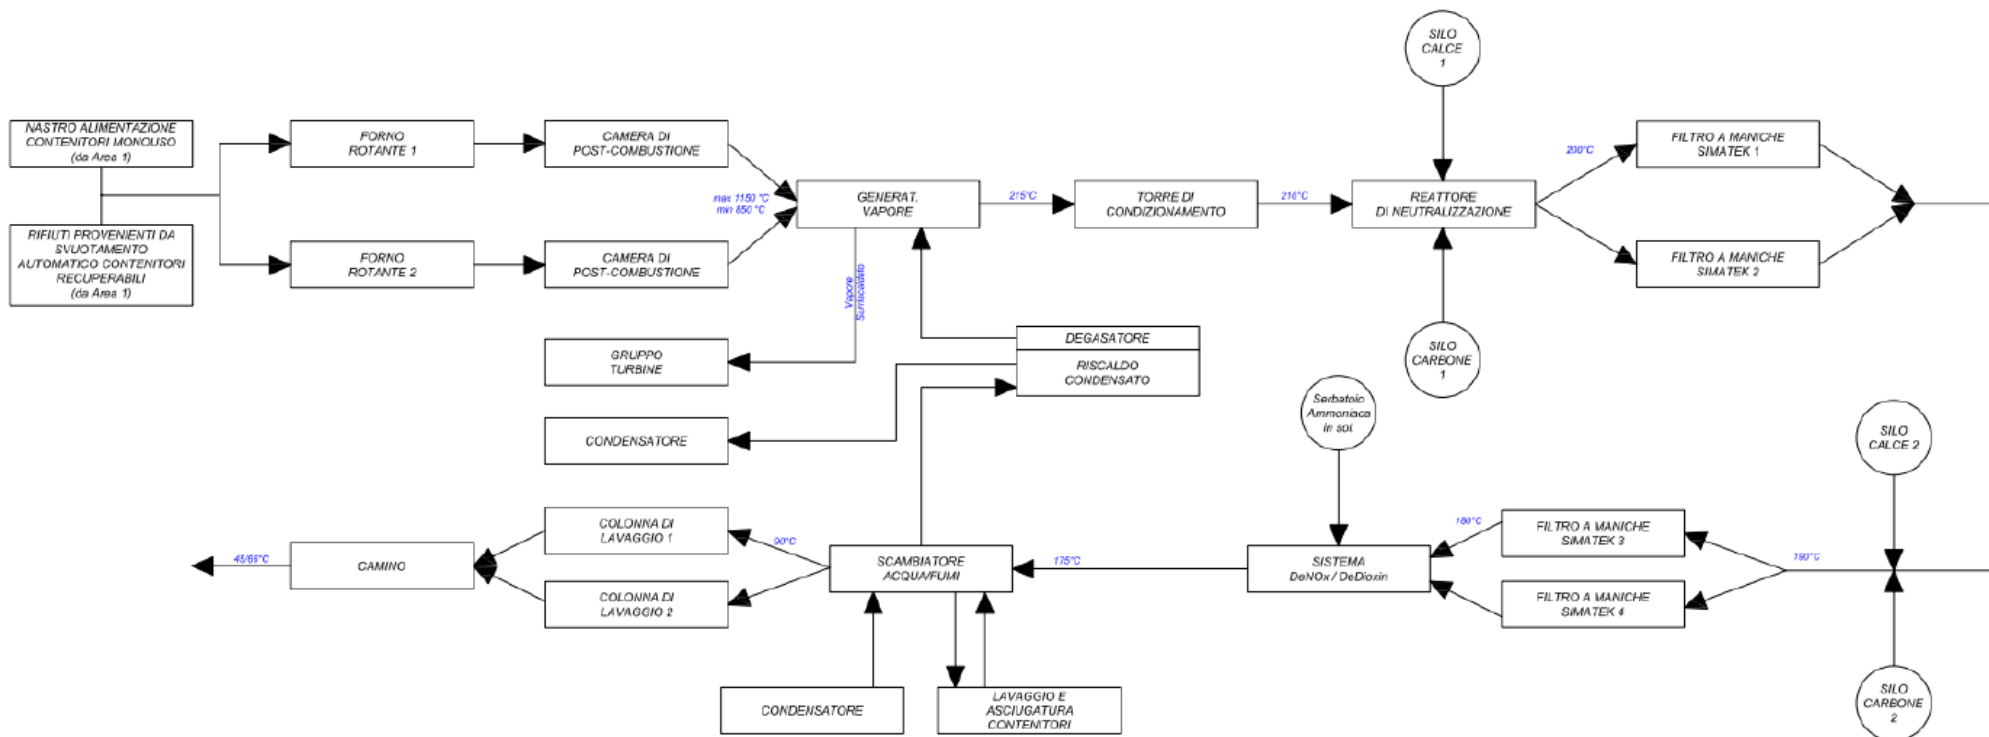 SILO
CALCE
1
NASTRO ALIMENTAZIONE
CONTENITORI MONOUSO
(da Area 1)
FORNO
ROTANTE 1
CAMERA DI
POST-COMBUSTIONE
200°C
FILTRO A MANICHE
SIMATEK 1
max 1150 °C
min 850 °C
GENERAT.
VAPORE
215°C
TORRE DI
CONDIZIONAMENTO
REATTORE
DI NEUTRALIZZAZIONE
RIFIUTI PROVENIENTI DA
SVUOTAMENTO
AUTOMATICO CONTENITORI
RECUPERABILI
(da Area 1)
FORNO
ROTANTE 2
CAMERA DI
POST-COMBUSTIONE
FILTRO A MANICHE
SIMATEK 2
Vapore
Surriscaldato
GRUPPO
TURBINE
DEGASATORE
RISCALDO
CONDENSATO
SILO
CARBONE
1
CONDENSATORE
Serbatoio
Ammoniaca
in sol.
SILO
CALCE 2
COLONNA DI
LAVAGGIO 1
90°C
FILTRO A MANICHE
SIMATEK 3
CAMINO
SCAMBIATORE
ACQUA/FUMI
175°C
SISTEMA
DeNOx / DeDioxin
190°C
COLONNA DI
LAVAGGIO 2
FILTRO A MANICHE
SIMATEK 4
CONDENSATORE
LAVAGGIO E
ASCIUGATURA
CONTENITORI
SILO
CARBONE
2